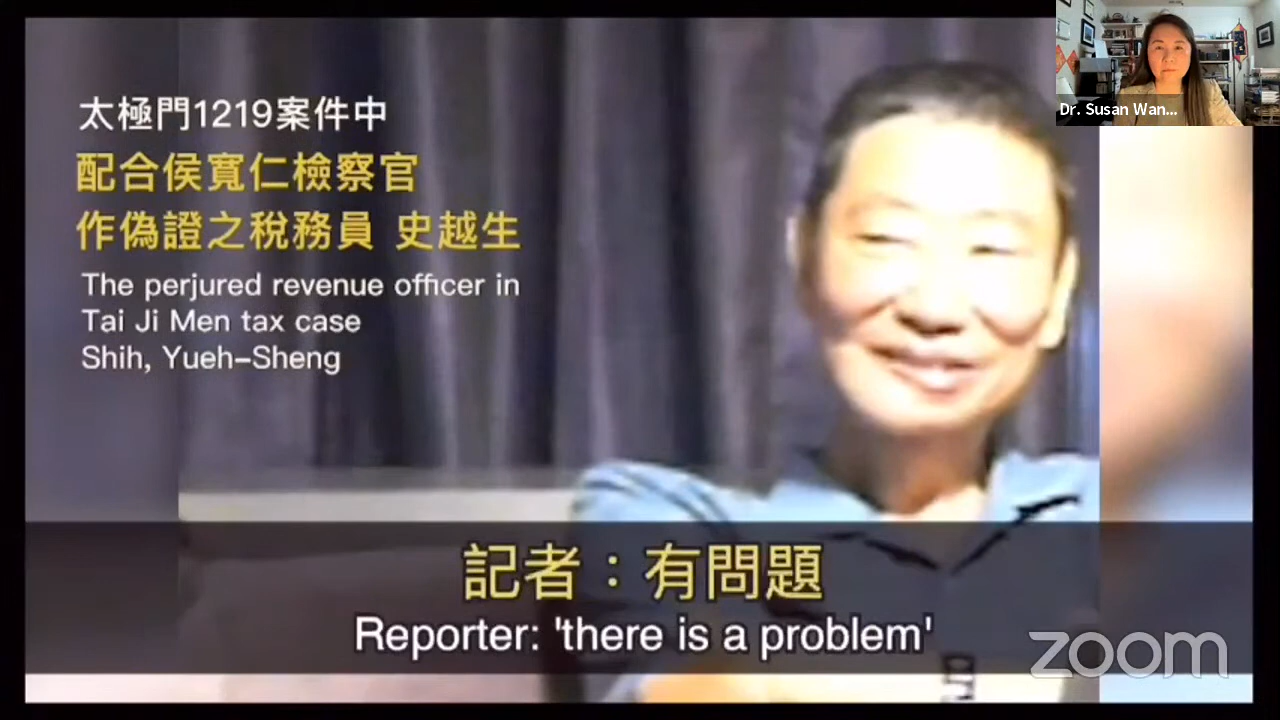 太極門1219案件中
配合侯寬仁檢察官
作偽證之稅務員 史越生
The perjured revenue officer in
Tai Ji Men tax case
Shih, Yueh-Sheng
Dr. Susan Wan...
記者：有問題
Reporter: 'there is a problem'
zoom